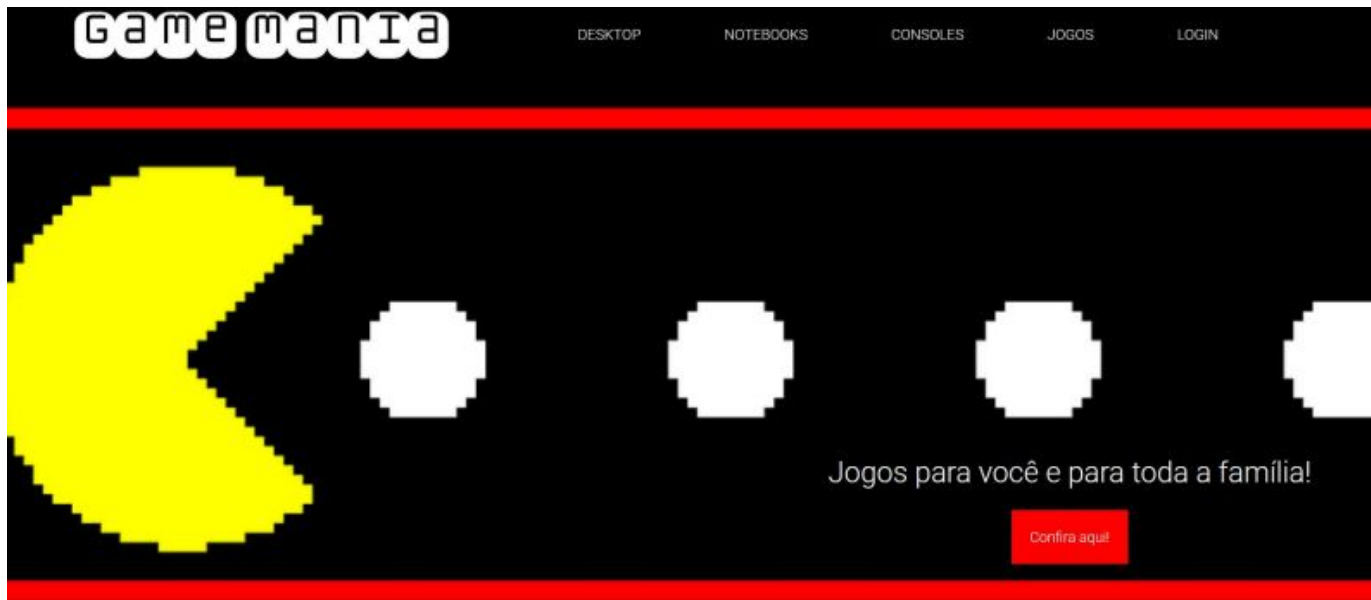 Game Mania
DESKTOP NOTEBOOKS CONSOLES JOGOS LOGIN
Jogos para você e para toda a família!
Confira aqui!